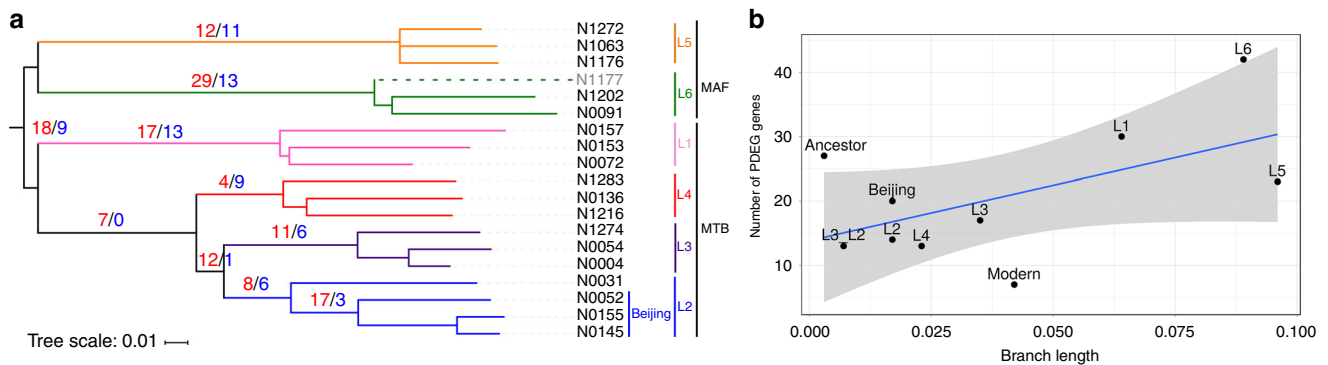 a
12/11
29/13
18/9
17/13
4/9
7/0
11/6
12/1
8/6
17/3
N1272
N1063
N1176
N1177
N1202
N0091
N0157
N0153
N0072
N1283
N0136
N1216
N1274
N0054
N0004
N0031
N0052
N0155
N0145
L5
L6
MAF
L1
L4
L3
MTB
L2
Beijing
Tree scale: 0.01
b
Number of PDEG genes
40
30
20
10
L6
L1
Ancestor
L5
Beijing
L3
L3_L2
L2
L4
Modern
0.000
0.025
0.050
0.075
0.100
Branch length